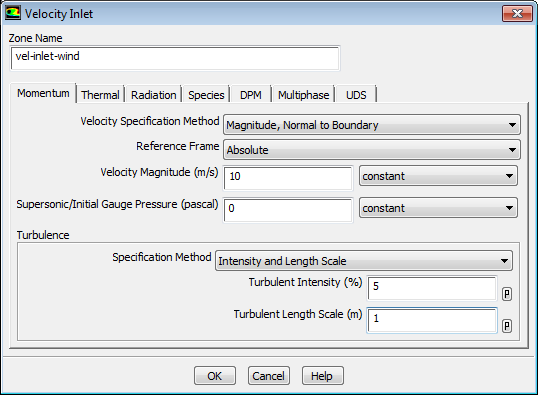 Velocity Inlet
Zone Name
vel-inlet-wind
Momentum Thermal Radiation Species DPM Multiphase UDS
Velocity Specification Method Magnitude, Normal to Boundary
Reference Frame Absolute
Velocity Magnitude (m/s) 10 constant
Supersonic/Initial Gauge Pressure (pascal) 0 constant
Turbulence
Specification Method Intensity and Length Scale
Turbulent Intensity (%) 5 P
Turbulent Length Scale (m) 1 P
OK Cancel Help